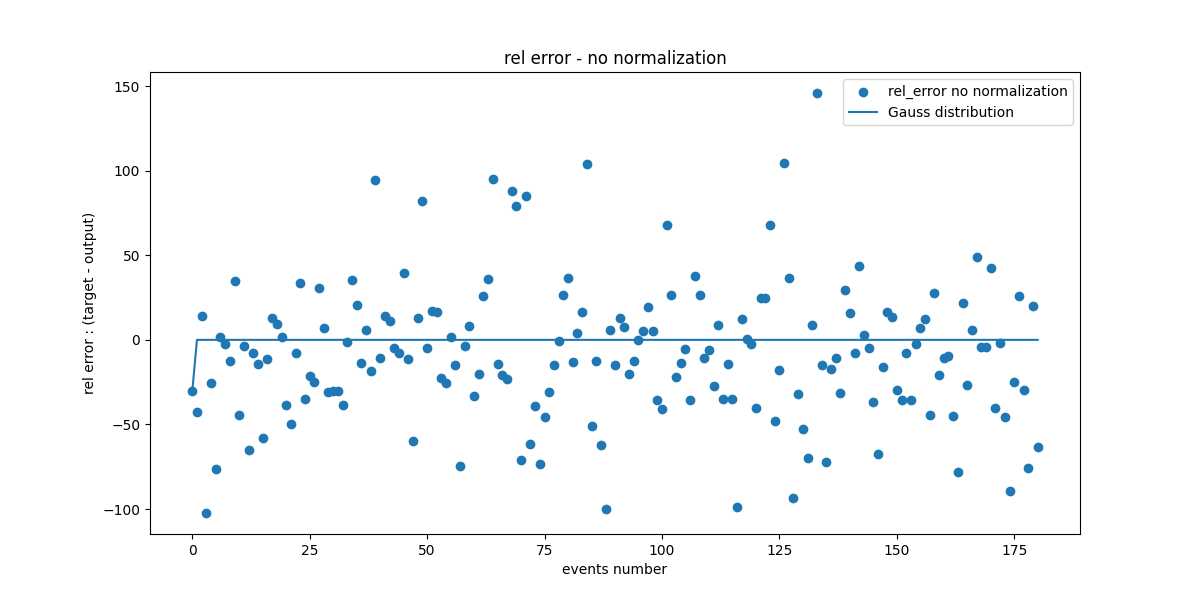 rel error - no normalization
rel_error no normalization
Gauss distribution
rel error : (target - output)
150
100
50
0
−50
−100
0 25 50 75 100 125 150 175
events number